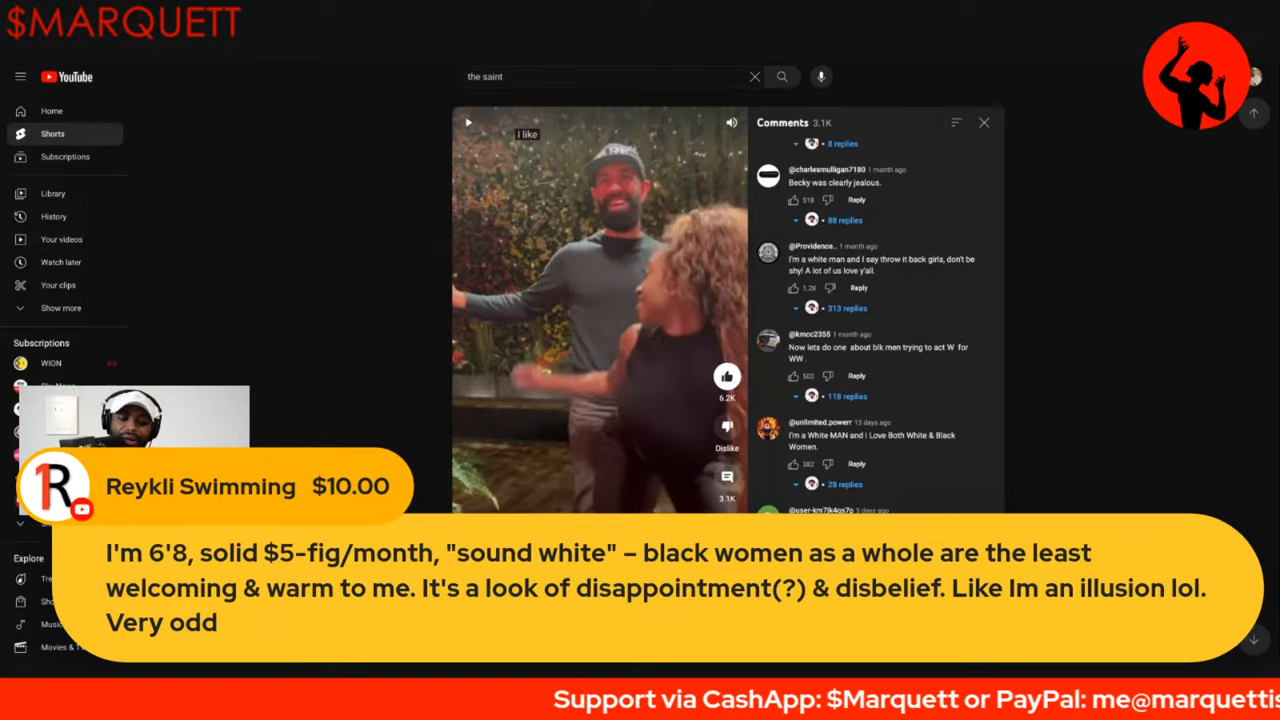 $MARQUETT
YouTube
the saint
Home
Shorts
Subscriptions
Library
History
Your videos
Watch later
Your clips
Show more
Subscriptions
WION
I like
6.2K
Dislike
3.1K
Comments 3.1K
8 replies
@charlesmulligan7180 1 month ago
Becky was clearly jealous.
518 Reply
88 replies
@Providence.. 1 month ago
I'm a white man and I say throw it back girls, don't be
shy! A lot of us love y'all.
1.2K Reply
313 replies
@kmcc2355 1 month ago
Now lets do one about blk men trying to act W for
WW .
502 Reply
118 replies
@unlimited.powerr 13 days ago
I'm a White MAN and i Love Both White & Black
Women.
382 Reply
28 replies
@user-km7jk4qs7p 5 days ago
Reykli Swimming $10.00
I'm 6'8, solid $5-fig/month, "sound white" – black women as a whole are the least
welcoming & warm to me. It's a look of disappointment(?) & disbelief. Like Im an illusion lol.
Very odd
Explore
Movies &
Support via CashApp: $Marquett or PayPal: me@marquettis